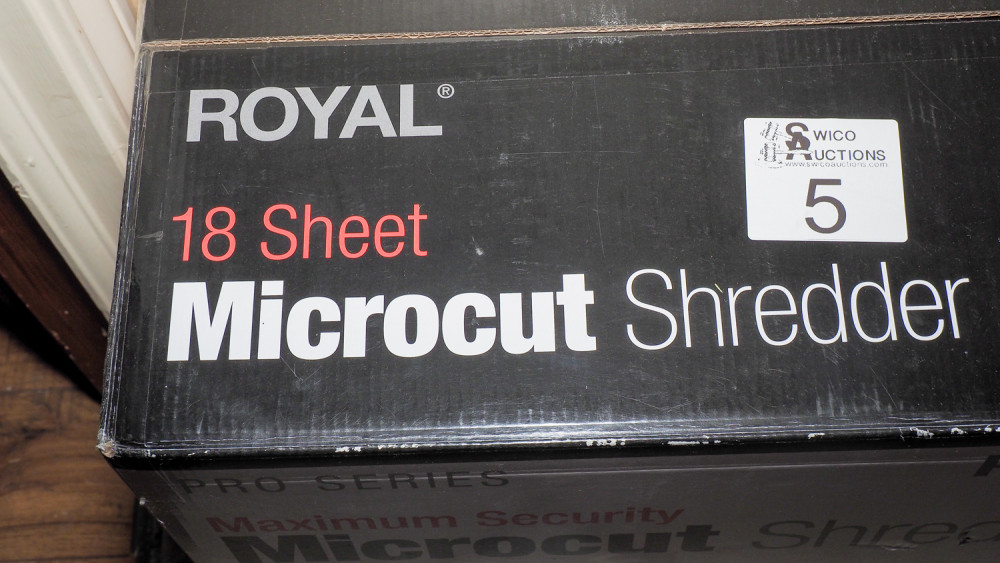 ROYAL®
SWICO
AUCTIONS
www.swicoauctions.com
5
18 Sheet
Microcut Shredder
PRO SERIES
Maximum Security
Microcut Shred